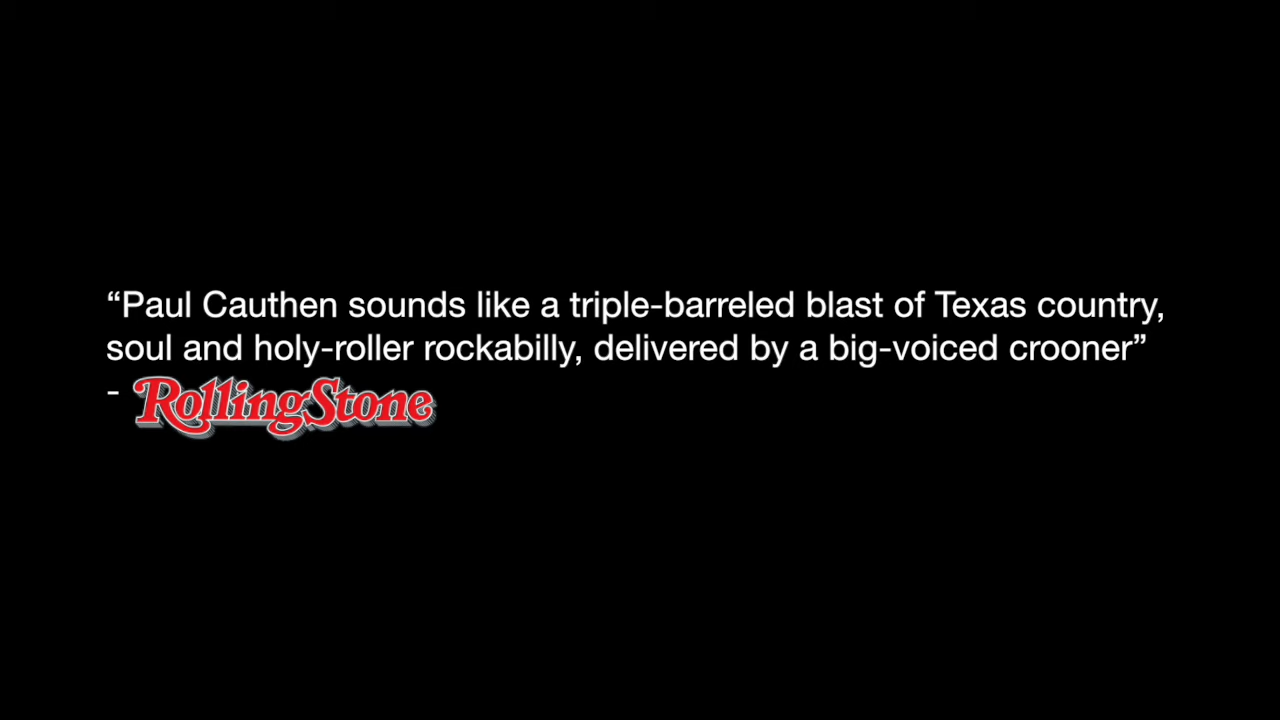 “Paul Cauthen sounds like a triple-barreled blast of Texas country,
soul and holy-roller rockabilly, delivered by a big-voiced crooner”
- RollingStone